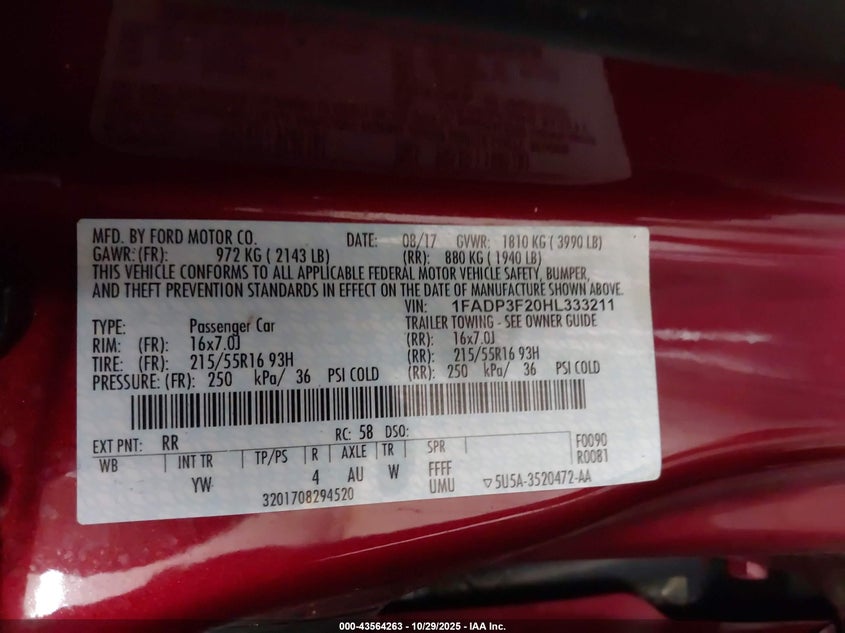 MFD. BY FORD MOTOR CO. DATE: 08/17 GVWR: 1810 KG ( 3990 LB)
GAWR: (FR): 972 KG ( 2143 LB) (RR): 880 KG ( 1940 LB)
THIS VEHICLE CONFORMS TO ALL APPLICABLE FEDERAL MOTOR VEHICLE SAFETY, BUMPER,
AND THEFT PREVENTION STANDARDS IN EFFECT ON THE DATE OF MANUFACTURE SHOWN ABOVE.
VIN: 1FADP3F20HL333211
TYPE: Passenger Car TRAILER TOWING - SEE OWNER GUIDE
RIM: (FR): 16x7.0J (RR): 16x7.0J
TIRE: (FR): 215/55R16 93H (RR): 215/55R16 93H
PRESSURE: (FR): 250 kPa/ 36 PSI COLD (RR): 250 kPa/ 36 PSI COLD
EXT PNT: RR RC: 58 DSO: F0090
WB INT TR TP/PS R AXLE TR SPR R0081
YW 4 AU W FFFF
UMU ▽5U5A-3520472-AA
3201708294520
000-43564263 - 10/29/2025 - IAA Inc.